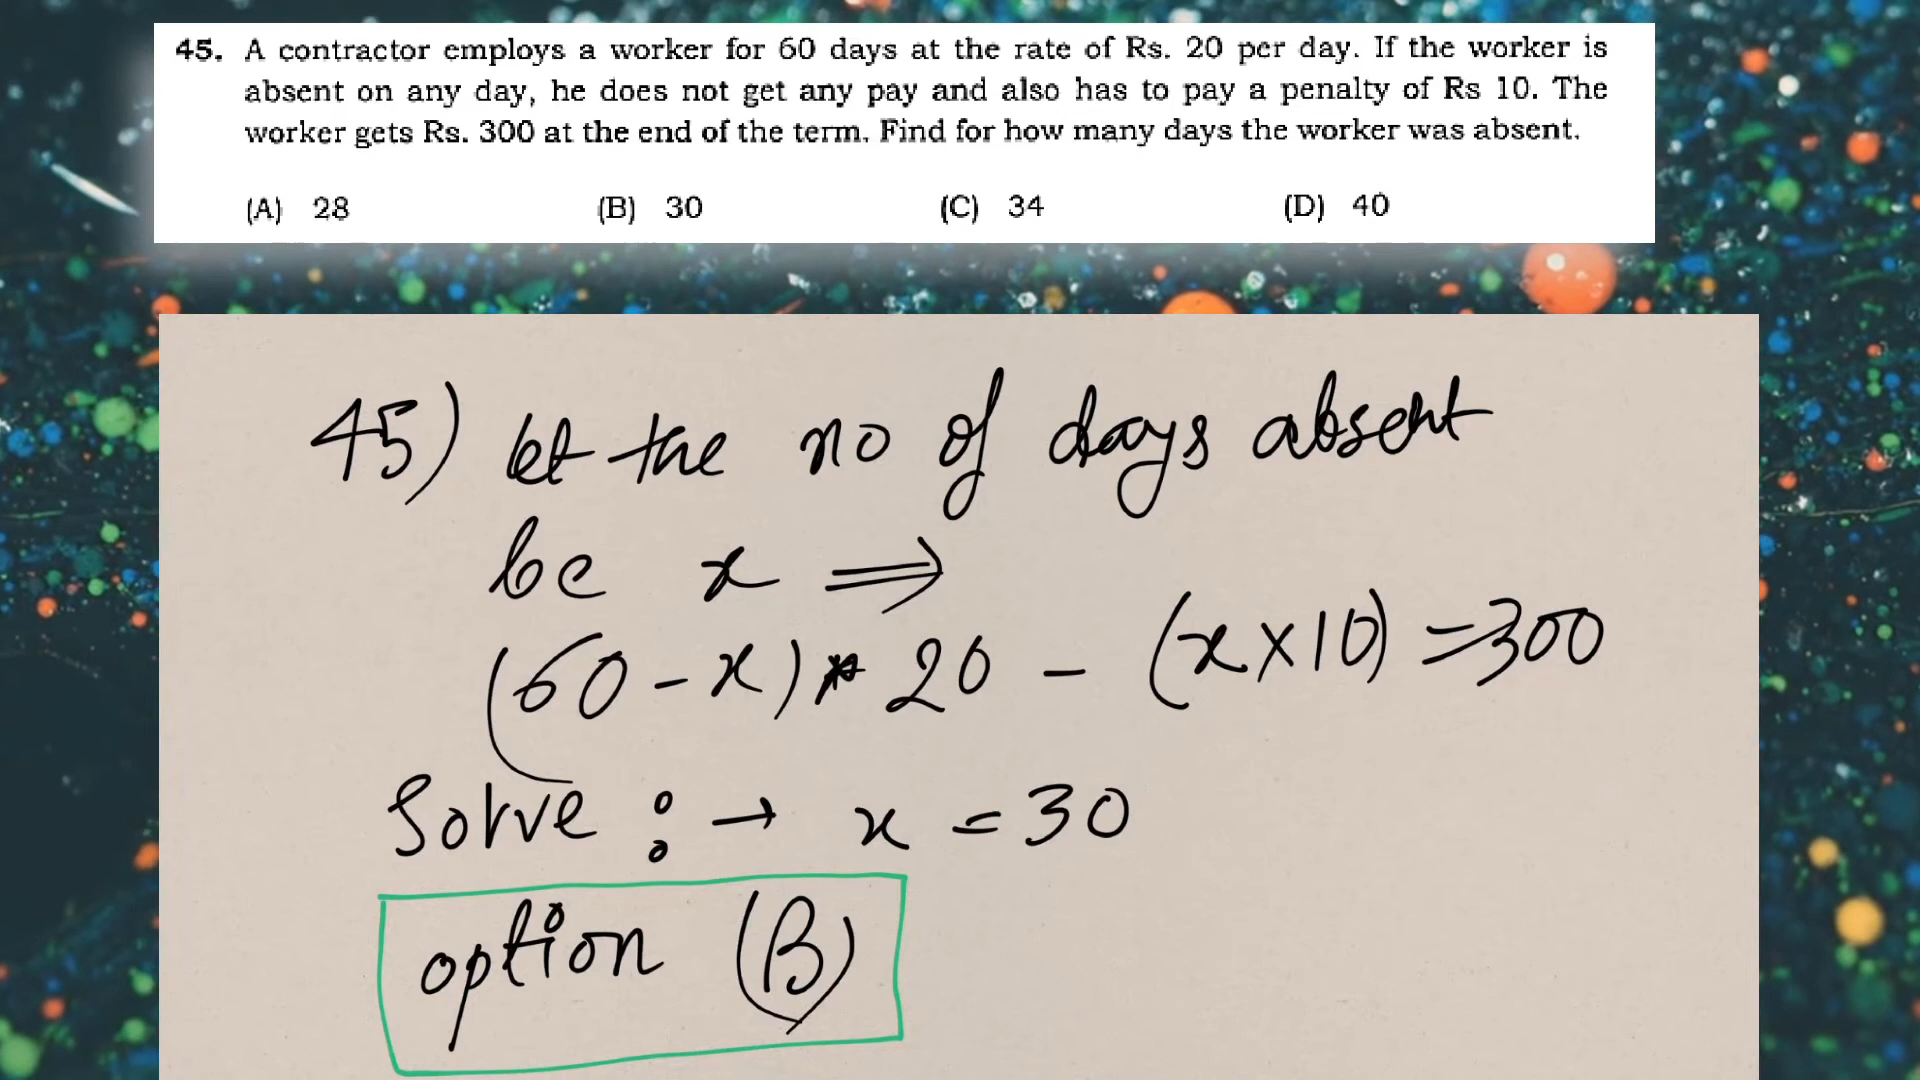 45. A contractor employs a worker for 60 days at the rate of Rs. 20 per day. If the worker is
absent on any day, he does not get any pay and also has to pay a penalty of Rs 10. The
worker gets Rs. 300 at the end of the term. Find for how many days the worker was absent.
(A) 28 (B) 30 (C) 34 (D) 40
45) let the no of days absent
be x ⇒
(60 - x) * 20 - (x × 10) = 300
Solve : → x = 30
option (B)